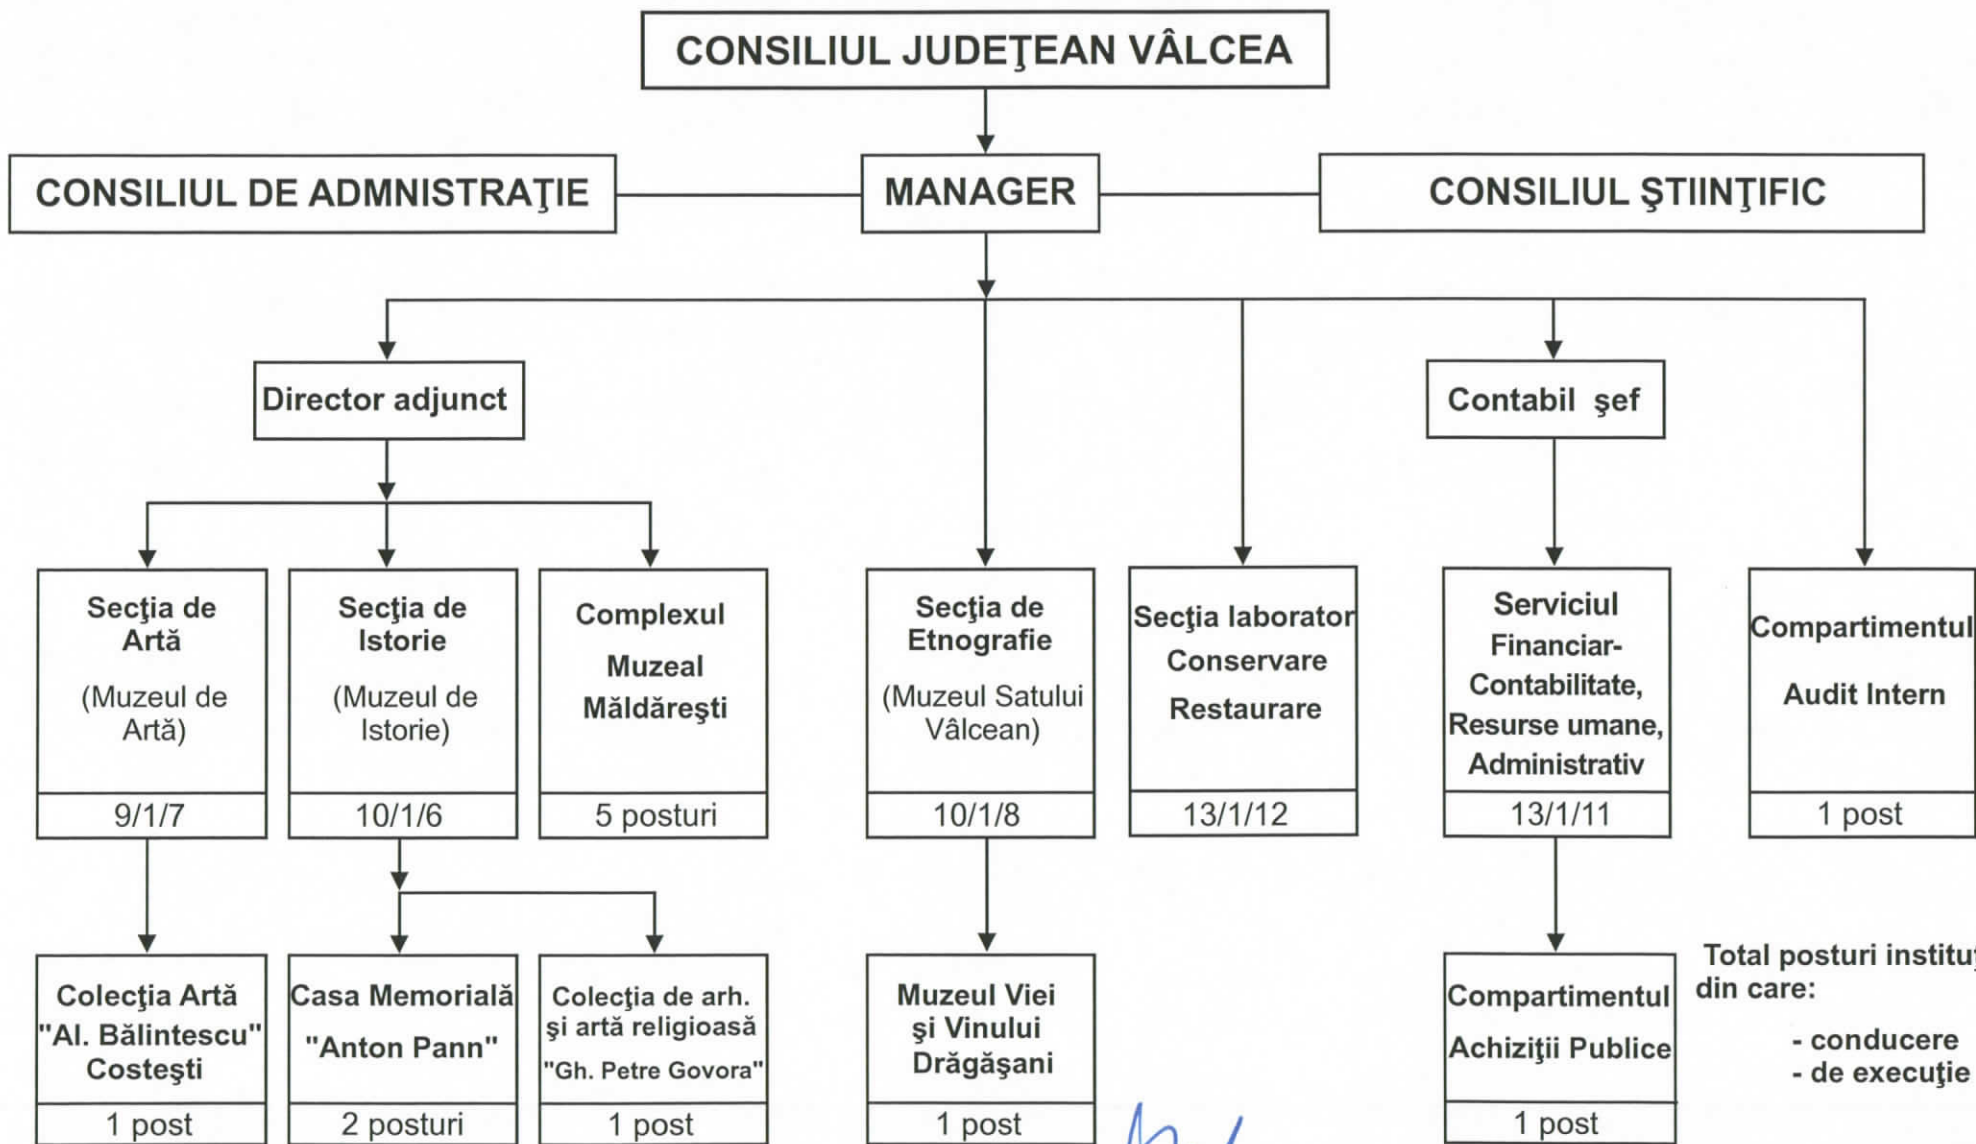 CONSILIUL JUDEŢEAN VÂLCEA
CONSILIUL DE ADMNISTRAŢIE
MANAGER
CONSILIUL ŞTIINŢIFIC
Director adjunct
Contabil şef
Secţia de
Artă
(Muzeul de
Artă)
9/1/7
Secţia de
Istorie
(Muzeul de
Istorie)
10/1/6
Complexul
Muzeal
Măldăreşti
5 posturi
Secţia de
Etnografie
(Muzeul Satului
Vâlcean)
10/1/8
Secţia laborator
Conservare
Restaurare
13/1/12
Serviciul
Financiar-
Contabilitate,
Resurse umane,
Administrativ
13/1/11
Compartimentul
Audit Intern
1 post
Colecţia Artă
"Al. Bălintescu"
Costeşti
1 post
Casa Memorială
"Anton Pann"
2 posturi
Colecţia de arh.
şi artă religioasă
"Gh. Petre Govora"
1 post
Muzeul Viei
şi Vinului
Drăgăşani
1 post
Compartimentul
Achiziţii Publice
1 post
Total posturi
din care:
- conducere
- de execuţie